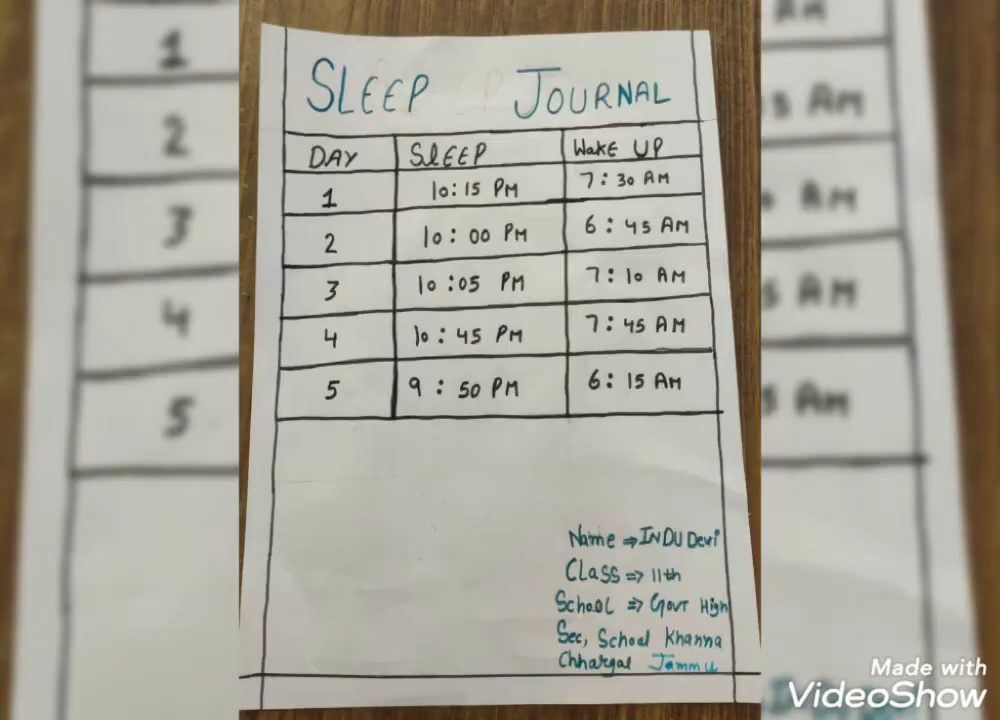 SLEEP JOURNAL
DAY SLEEP Wake UP
1 10:15 PM 7:30 AM
2 10:00 PM 6:45 AM
3 10:05 PM 7:10 AM
4 10:45 PM 7:45 AM
5 9:50 PM 6:15 AM
Name ⇒ INDU Devi
Class ⇒ 11th
School ⇒ Govt High
Sec, School Khanna
Chhargal Jammu
Made with
VideoShow